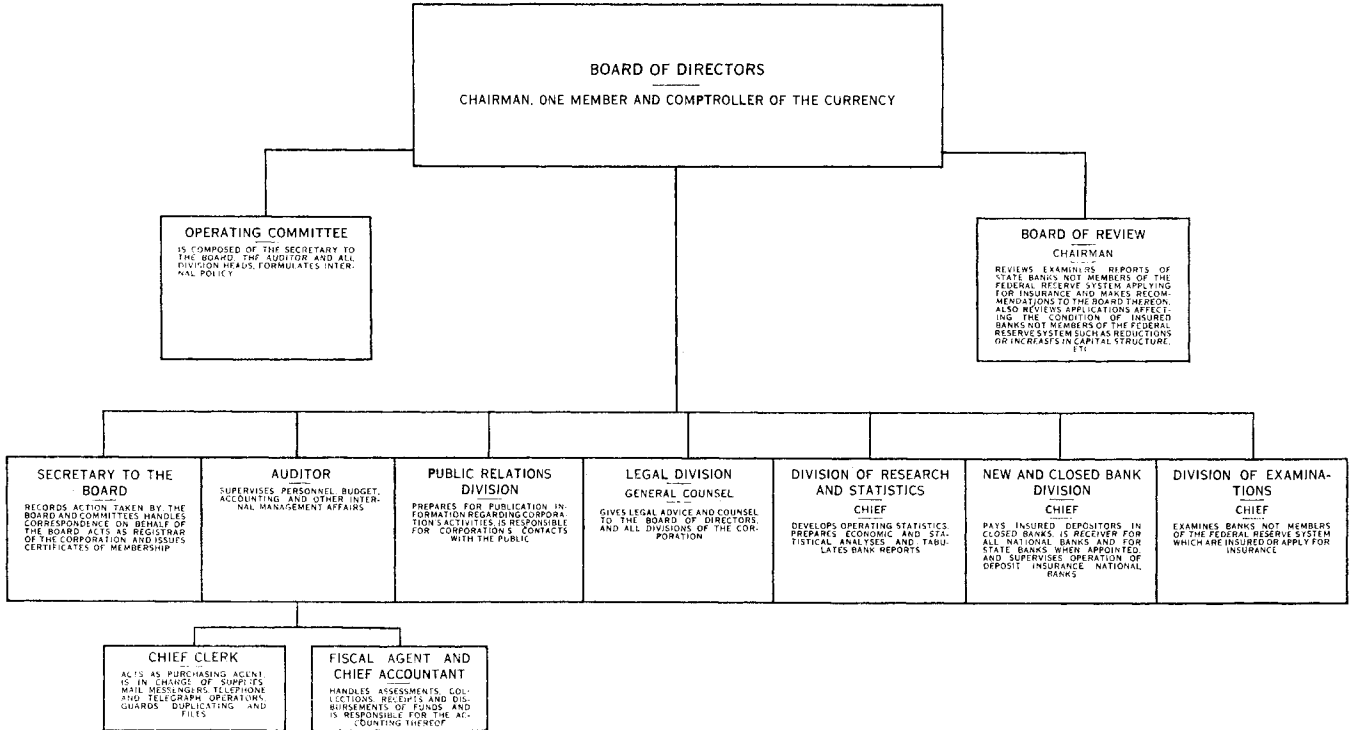 BOARD OF DIRECTORS
CHAIRMAN, ONE MEMBER AND COMPTROLLER OF THE CURRENCY
OPERATING COMMITTEE
IS COMPOSED OF THE SECRETARY TO
THE BOARD, THE AUDITOR AND ALL
DIVISION HEADS, FORMULATES INTER-
NAL POLICY
BOARD OF REVIEW
CHAIRMAN
REVIEWS EXAMINERS REPORTS OF
STATE BANKS NOT MEMBERS OF THE
FEDERAL RESERVE SYSTEM APPLYING
FOR INSURANCE AND MAKES RECOM-
MENDATIONS TO THE BOARD THEREON.
ALSO REVIEWS APPLICATIONS AFFECT-
ING THE CONDITION OF INSURED
BANKS NOT MEMBERS OF THE FEDERAL
RESERVE SYSTEM SUCH AS REDUCTIONS
OR INCREASES IN CAPITAL STRUCTURE,
ETC
SECRETARY TO THE
BOARD
RECORDS ACTION TAKEN BY THE
BOARD AND COMMITTEES HANDLES
CORRESPONDENCE ON BEHALF OF
THE BOARD ACTS AS REGISTRAR
OF THE CORPORATION AND ISSUES
CERTIFICATES OF MEMBERSHIP
AUDITOR
SUPERVISES PERSONNEL, BUDGET,
ACCOUNTING AND OTHER INTER-
NAL MANAGEMENT AFFAIRS
PUBLIC RELATIONS
DIVISION
PREPARES FOR PUBLICATION IN-
FORMATION REGARDING CORPORA-
TION'S ACTIVITIES, IS RESPONSIBLE
FOR CORPORATION'S CONTACTS
WITH THE PUBLIC
LEGAL DIVISION
GENERAL COUNSEL
GIVES LEGAL ADVICE AND COUNSEL
TO THE BOARD OF DIRECTORS,
AND ALL DIVISIONS OF THE COR-
PORATION
DIVISION OF RESEARCH
AND STATISTICS
CHIEF
DEVELOPS OPERATING STATISTICS.
PREPARES ECONOMIC AND STA-
TISTICAL ANALYSES AND TABU-
LATES BANK REPORTS
NEW AND CLOSED BANK
DIVISION
CHIEF
PAYS INSURED DEPOSITORS IN
CLOSED BANKS, IS RECEIVER FOR
ALL NATIONAL BANKS AND FOR
STATE BANKS WHEN APPOINTED,
AND SUPERVISES OPERATION OF
DEPOSIT INSURANCE NATIONAL
BANKS
DIVISION OF EXAMINA-
TIONS
CHIEF
EXAMINES BANKS NOT MEMBERS
OF THE FEDERAL RESERVE SYSTEM
WHICH ARE INSURED OR APPLY FOR
INSURANCE
CHIEF CLERK
ACTS AS PURCHASING AGENT,
IS IN CHARGE OF SUPPLIES
MAIL MESSENGERS, TELEPHONE
AND TELEGRAPH OPERATORS,
GUARDS DUPLICATING AND
FILES
FISCAL AGENT AND
CHIEF ACCOUNTANT
HANDLES ASSESSMENTS, COL-
LECTIONS, RECEIPTS AND DIS-
BURSEMENTS OF FUNDS AND
IS RESPONSIBLE FOR THE AC-
COUNTING THEREOF